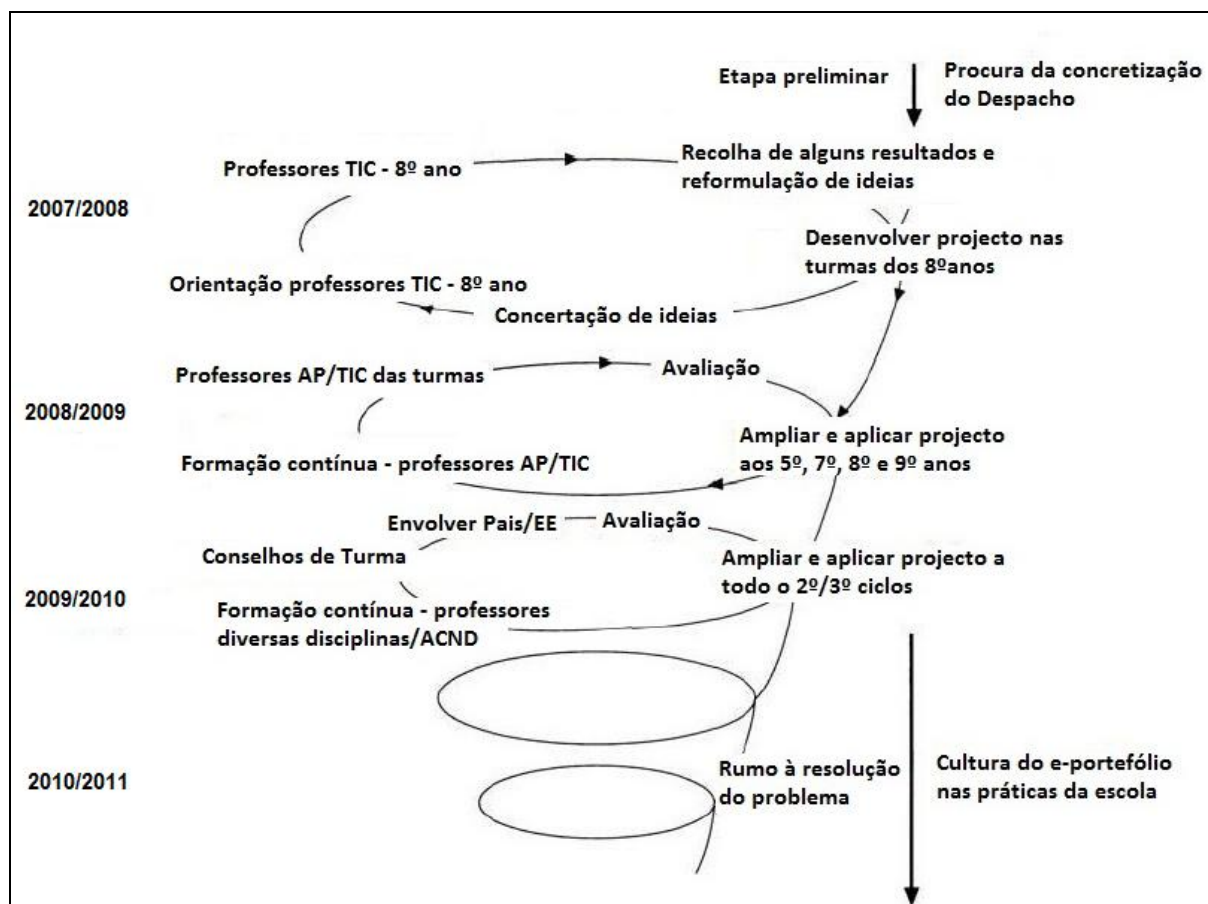 Etapa preliminar
Procura da concretização
do Despacho
Recolha de alguns resultados e
reformulação de ideias
Professores TIC - 8º ano
2007/2008
Desenvolver projecto nas
turmas dos 8ºanos
Orientação professores TIC - 8º ano
Concertação de ideias
Professores AP/TIC das turmas
Avaliação
2008/2009
Ampliar e aplicar projecto
aos 5º, 7º, 8º e 9º anos
Formação contínua - professores AP/TIC
Envolver Pais/EE
Avaliação
Conselhos de Turma
Ampliar e aplicar projecto a
todo o 2º/3º ciclos
2009/2010
Formação contínua - professores
diversas disciplinas/ACND
2010/2011
Rumo à resolução
do problema
Cultura do e-portefólio
nas práticas da escola